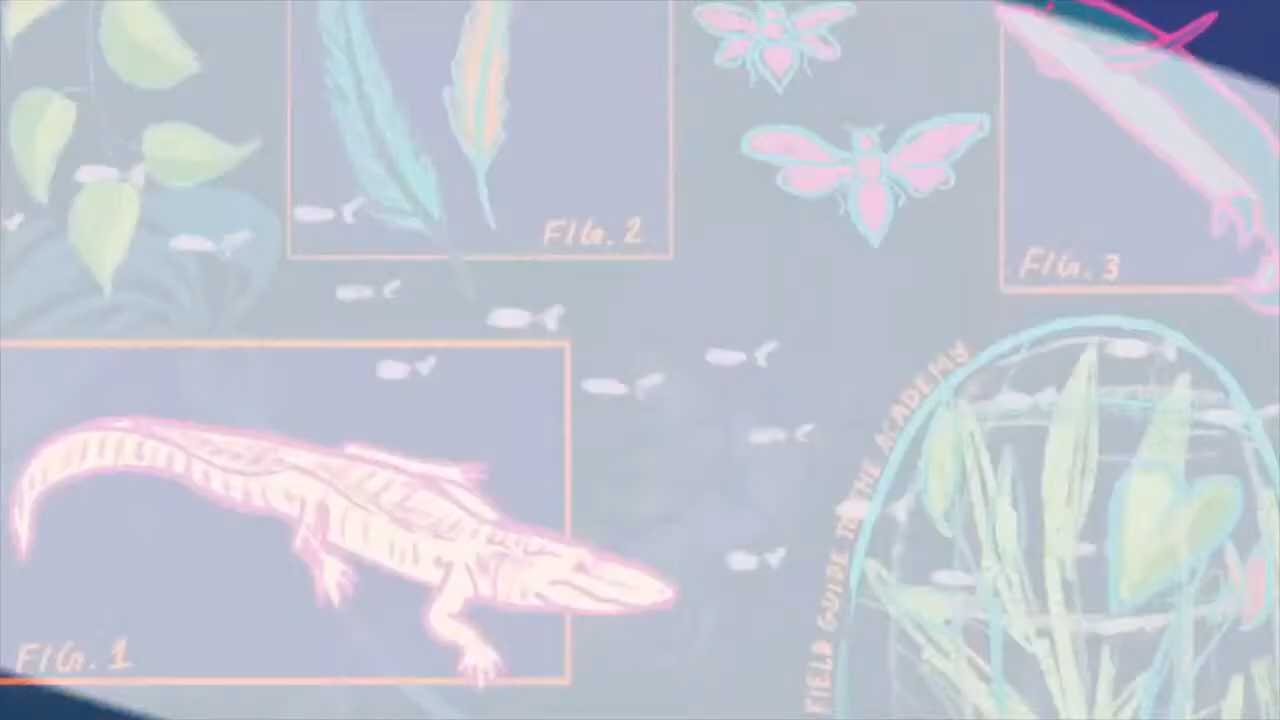 FIG. 2
FIG. 3
FIELD GUIDE TO THE ACADEMY
FIG. 1